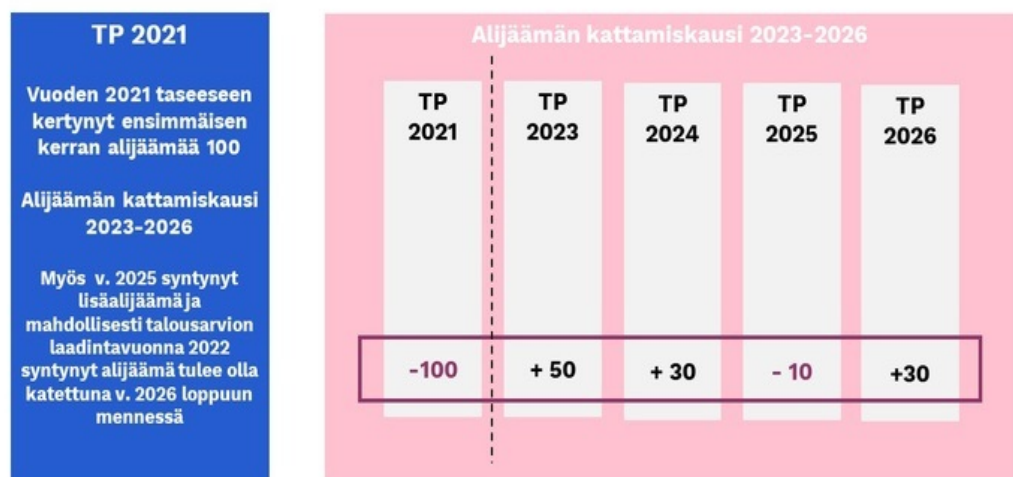 TP 2021
Vuoden 2021 taseeseen
kertynyt ensimmäisen
kerran alijäämää 100
Alijäämän kattamiskausi
2023-2026
Myös v. 2025 syntynyt
lisäalijäämä ja
mahdollisesti talousarvion
laadintavuonna 2022
syntynyt alijäämä tulee olla
katettuna v. 2026 loppuun
mennessä
Alijäämän kattamiskausi 2023-2026
TP
2021
TP
2023
TP
2024
TP
2025
TP
2026
-100
+ 50
+ 30
- 10
+30